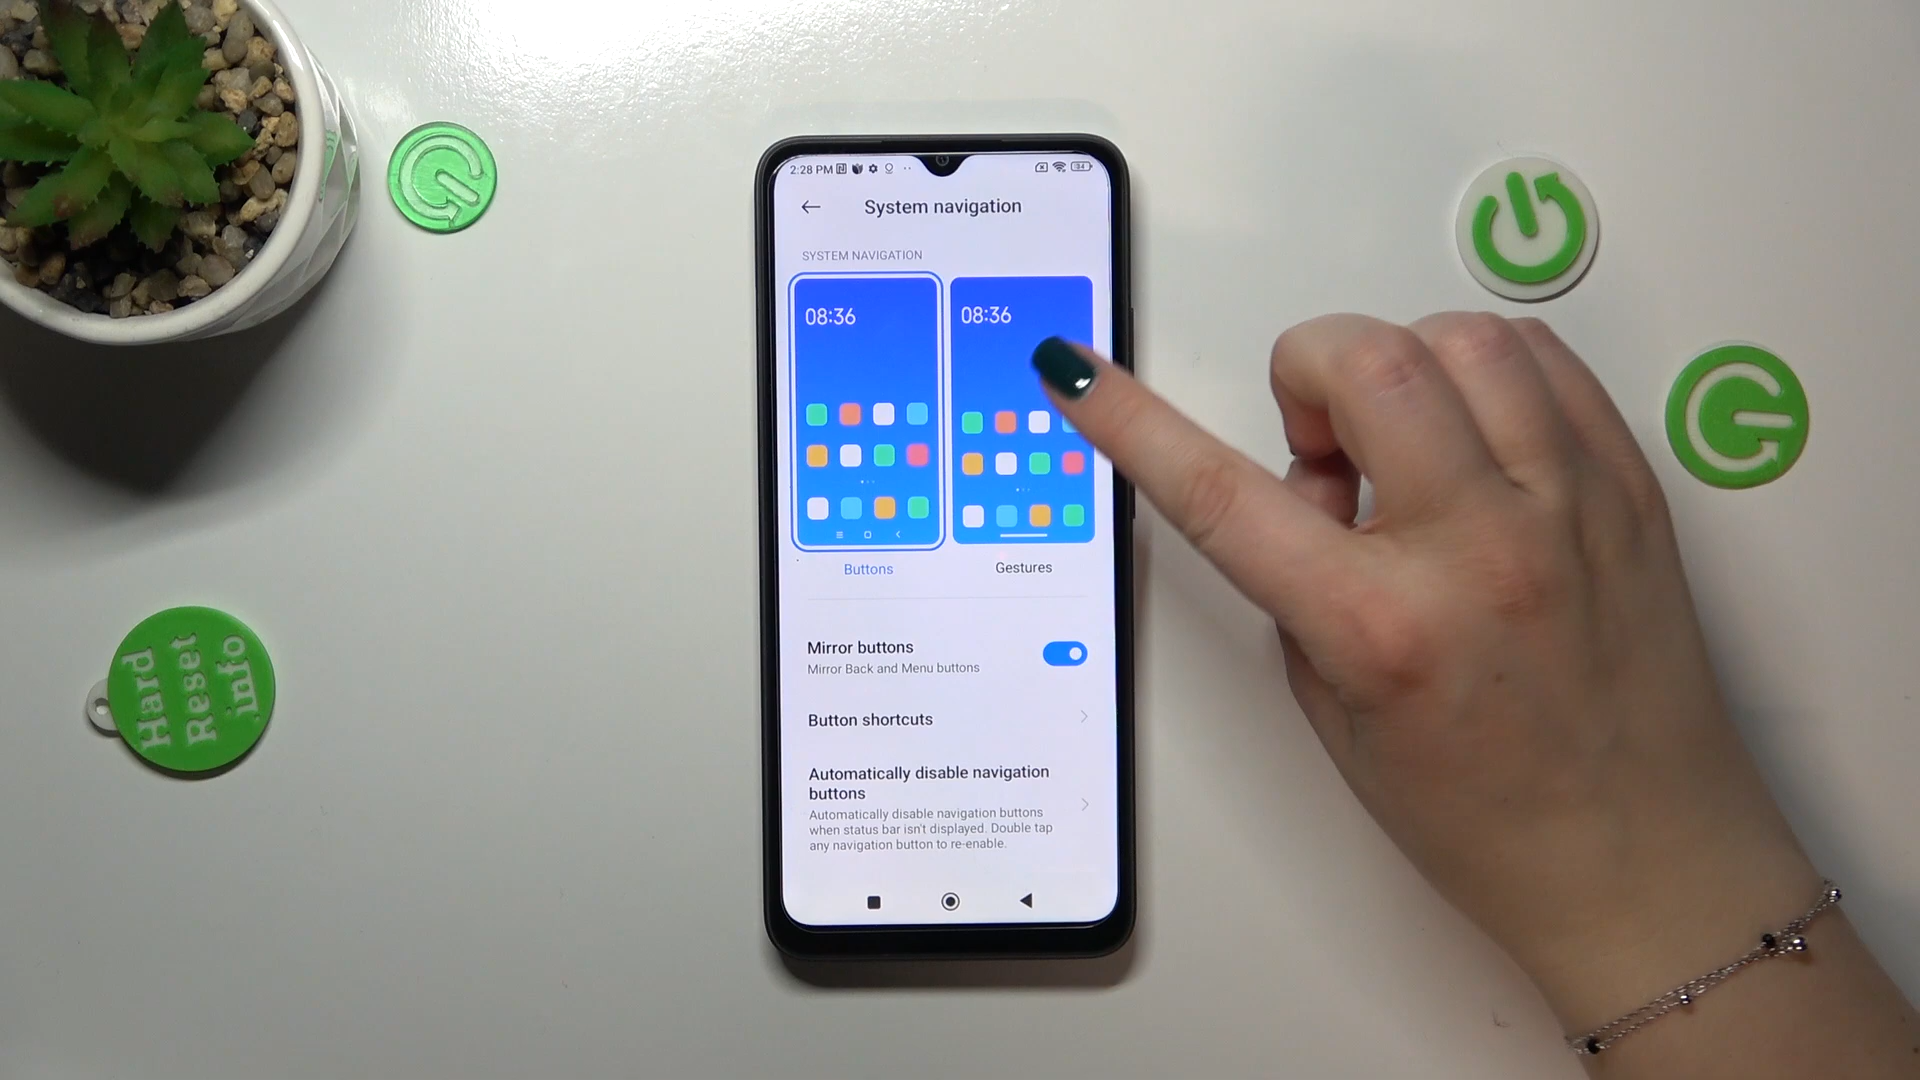 2:28 PM
34
System navigation
SYSTEM NAVIGATION
08:36
08:36
Buttons
Gestures
Mirror buttons
Mirror Back and Menu buttons
Button shortcuts
Automatically disable navigation
buttons
Automatically disable navigation buttons
when status bar isn't displayed. Double tap
any navigation button to re-enable.
Hard
Reset
info